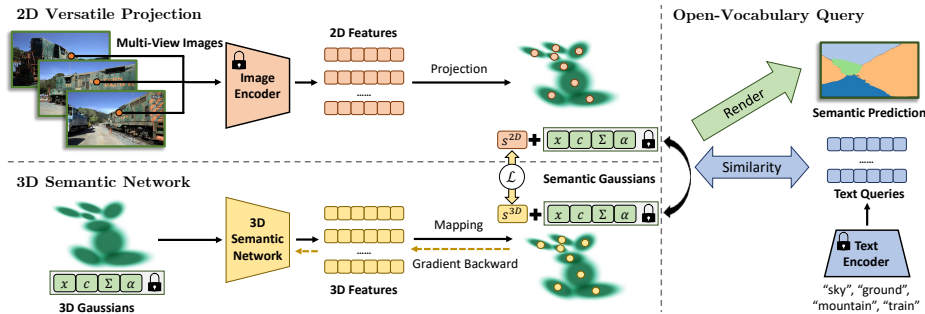 2D Versatile Projection
Multi-View Images
Image
Encoder
2D Features
......
Projection
s^{2D} + x c Σ α
3D Semantic Network
x c Σ α
3D Gaussians
3D
Semantic
Network
......
3D Features
Mapping
Gradient Backward
ℒ
Semantic Gaussians
s^{3D} + x c Σ α
Open-Vocabulary Query
Render
Semantic Prediction
Similarity
......
Text Queries
Text
Encoder
“sky”, “ground”,
“mountain”, “train”